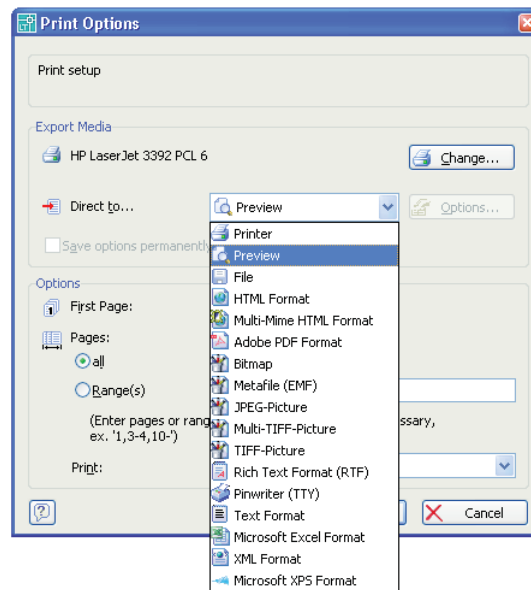 Print Options
Print setup
Export Media
HP LaserJet 3392 PCL 6
Change...
Direct to...
Preview
Options...
Save options permanently
Printer
Preview
File
HTML Format
Multi-Mime HTML Format
Adobe PDF Format
Bitmap
Metafile (EMF)
JPEG-Picture
Multi-TIFF-Picture
TIFF-Picture
Rich Text Format (RTF)
Pinwriter (TTY)
Text Format
Microsoft Excel Format
XML Format
Microsoft XPS Format
Options
First Page:
Pages:
all
Range(s)
(Enter pages or
ex. '1,3-4,10-')
Print:
Cancel